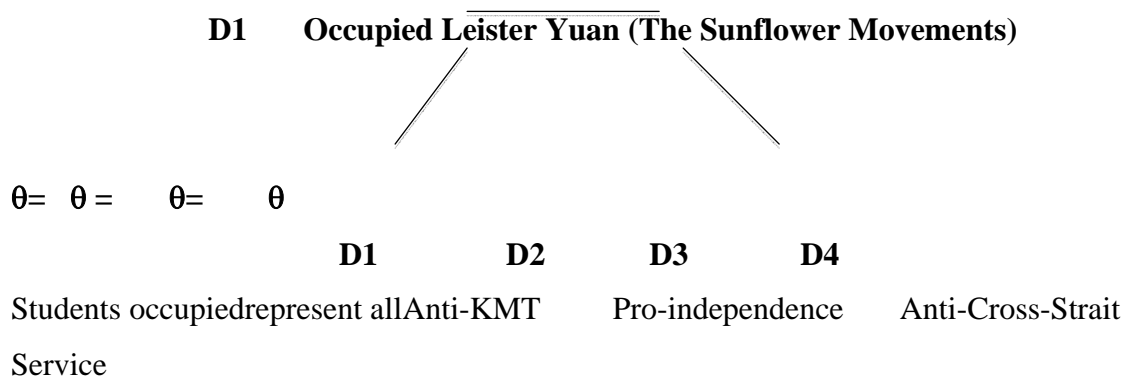 D1 Occupied Leister Yuan (The Sunflower Movements)
θ= θ = θ= θ
D1 D2 D3 D4
Students occupiedrepresent allAnti-KMT Pro-independence Anti-Cross-Strait
Service